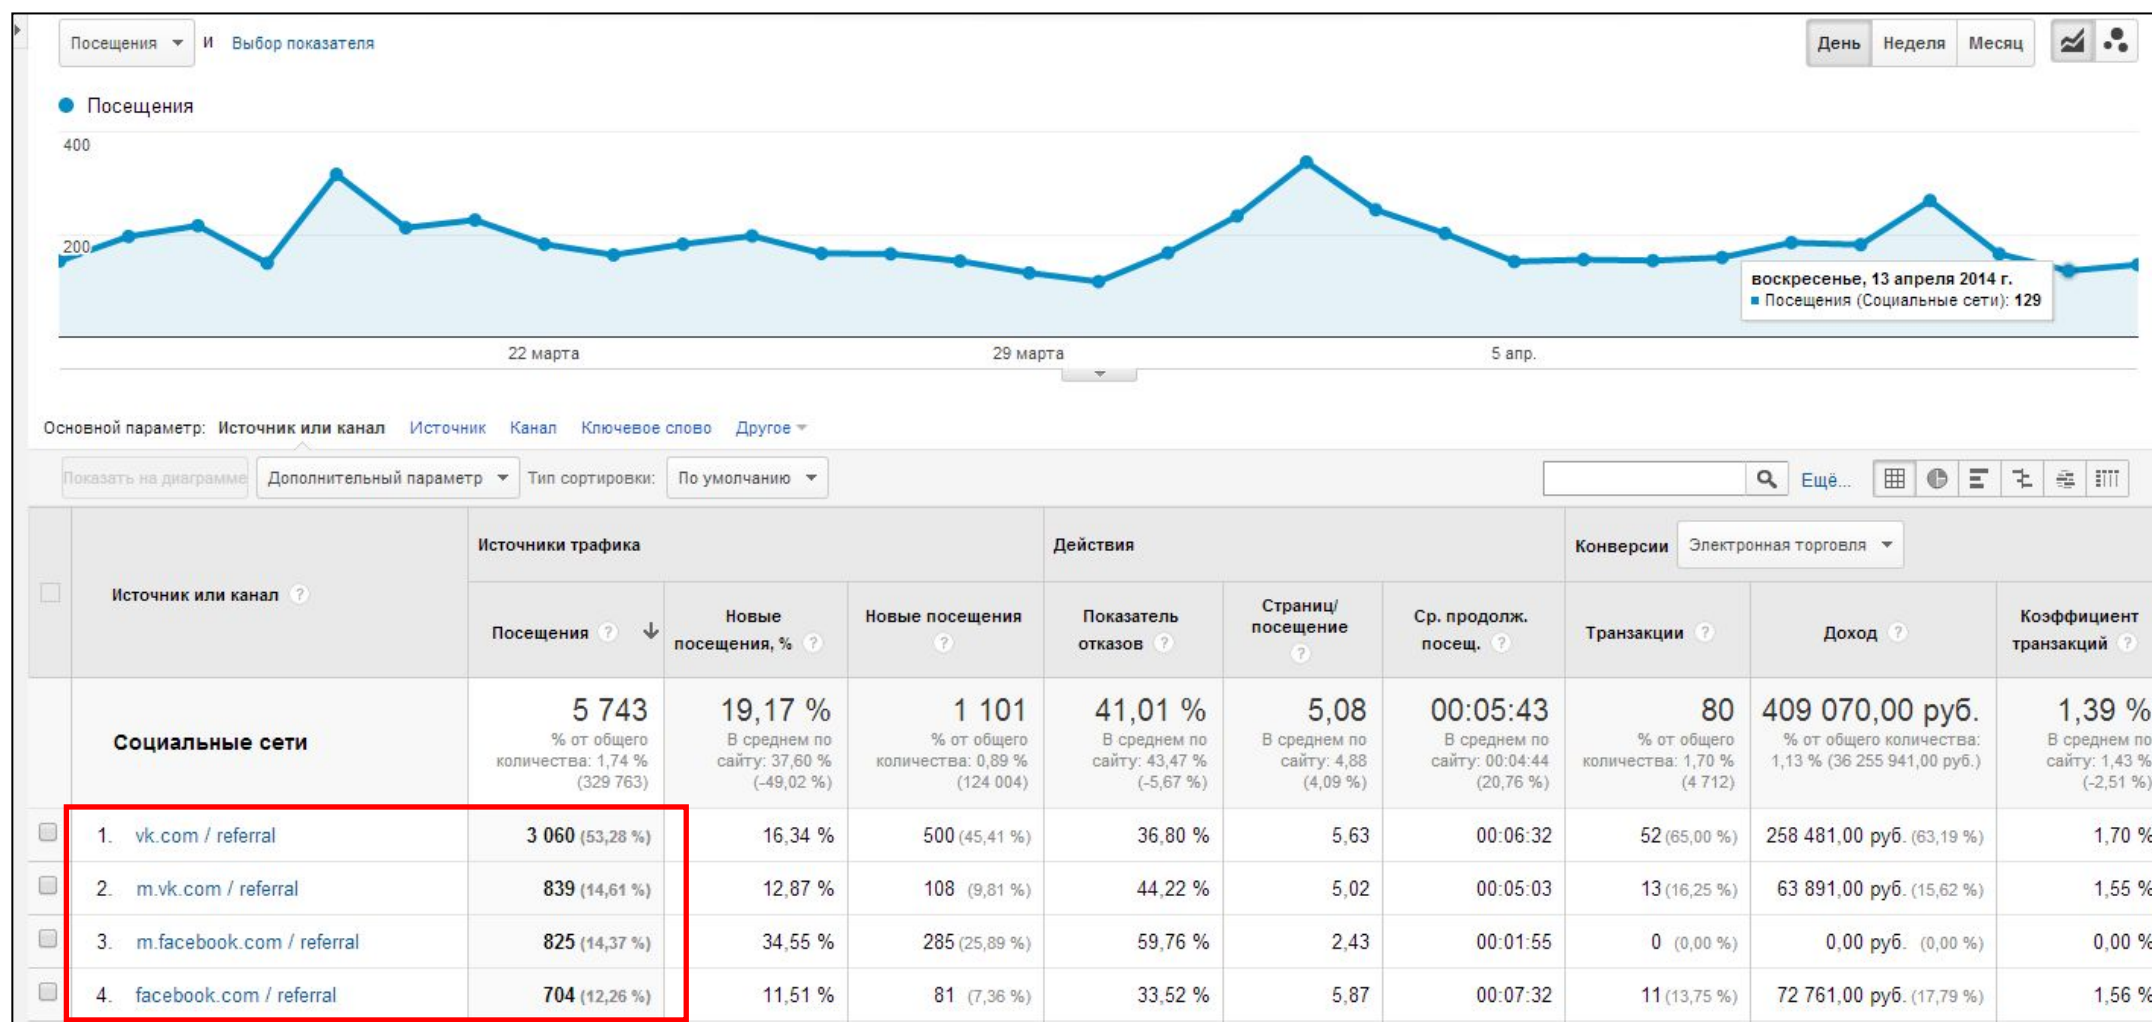 Посещения и Выбор показателя День Неделя Месяц
Посещения
400
200
воскресенье, 13 апреля 2014 г.
Посещения (Социальные сети): 129
22 марта 29 марта 5 апр.
Основной параметр: Источник или канал Источник Канал Ключевое слово Другое
Показать на диаграмме Дополнительный параметр Тип сортировки: По умолчанию Ещё...
Источники трафика Действия Конверсии Электронная торговля
Источник или канал ? Посещения ? Новые посещения, % ? Новые посещения ? Показатель отказов ? Страниц/посещение ? Ср. продолж. посещ. ? Транзакции ? Доход ? Коэффициент транзакций ?
Социальные сети
5 743 19,17 % 1 101 41,01 % 5,08 00:05:43 80 409 070,00 руб. 1,39 %
% от общего В среднем по % от общего В среднем по В среднем по В среднем по % от общего % от общего количества: В среднем по
количества: 1,74 % сайту: 37,60 % количества: 0,89 % сайту: 43,47 % сайту: 4,88 сайту: 00:04:44 количества: 1,70 % 1,13 % (36 255 941,00 руб.) сайту: 1,43 %
(329 763) (-49,02 %) (124 004) (-5,67 %) (4,09 %) (20,76 %) (4 712) (-2,51 %)
1. vk.com / referral 3 060 (53,28 %) 16,34 % 500 (45,41 %) 36,80 % 5,63 00:06:32 52 (65,00 %) 258 481,00 руб. (63,19 %) 1,70 %
2. m.vk.com / referral 839 (14,61 %) 12,87 % 108 (9,81 %) 44,22 % 5,02 00:05:03 13 (16,25 %) 63 891,00 руб. (15,62 %) 1,55 %
3. m.facebook.com / referral 825 (14,37 %) 34,55 % 285 (25,89 %) 59,76 % 2,43 00:01:55 0 (0,00 %) 0,00 руб. (0,00 %) 0,00 %
4. facebook.com / referral 704 (12,26 %) 11,51 % 81 (7,36 %) 33,52 % 5,87 00:07:32 11 (13,75 %) 72 761,00 руб. (17,79 %) 1,56 %